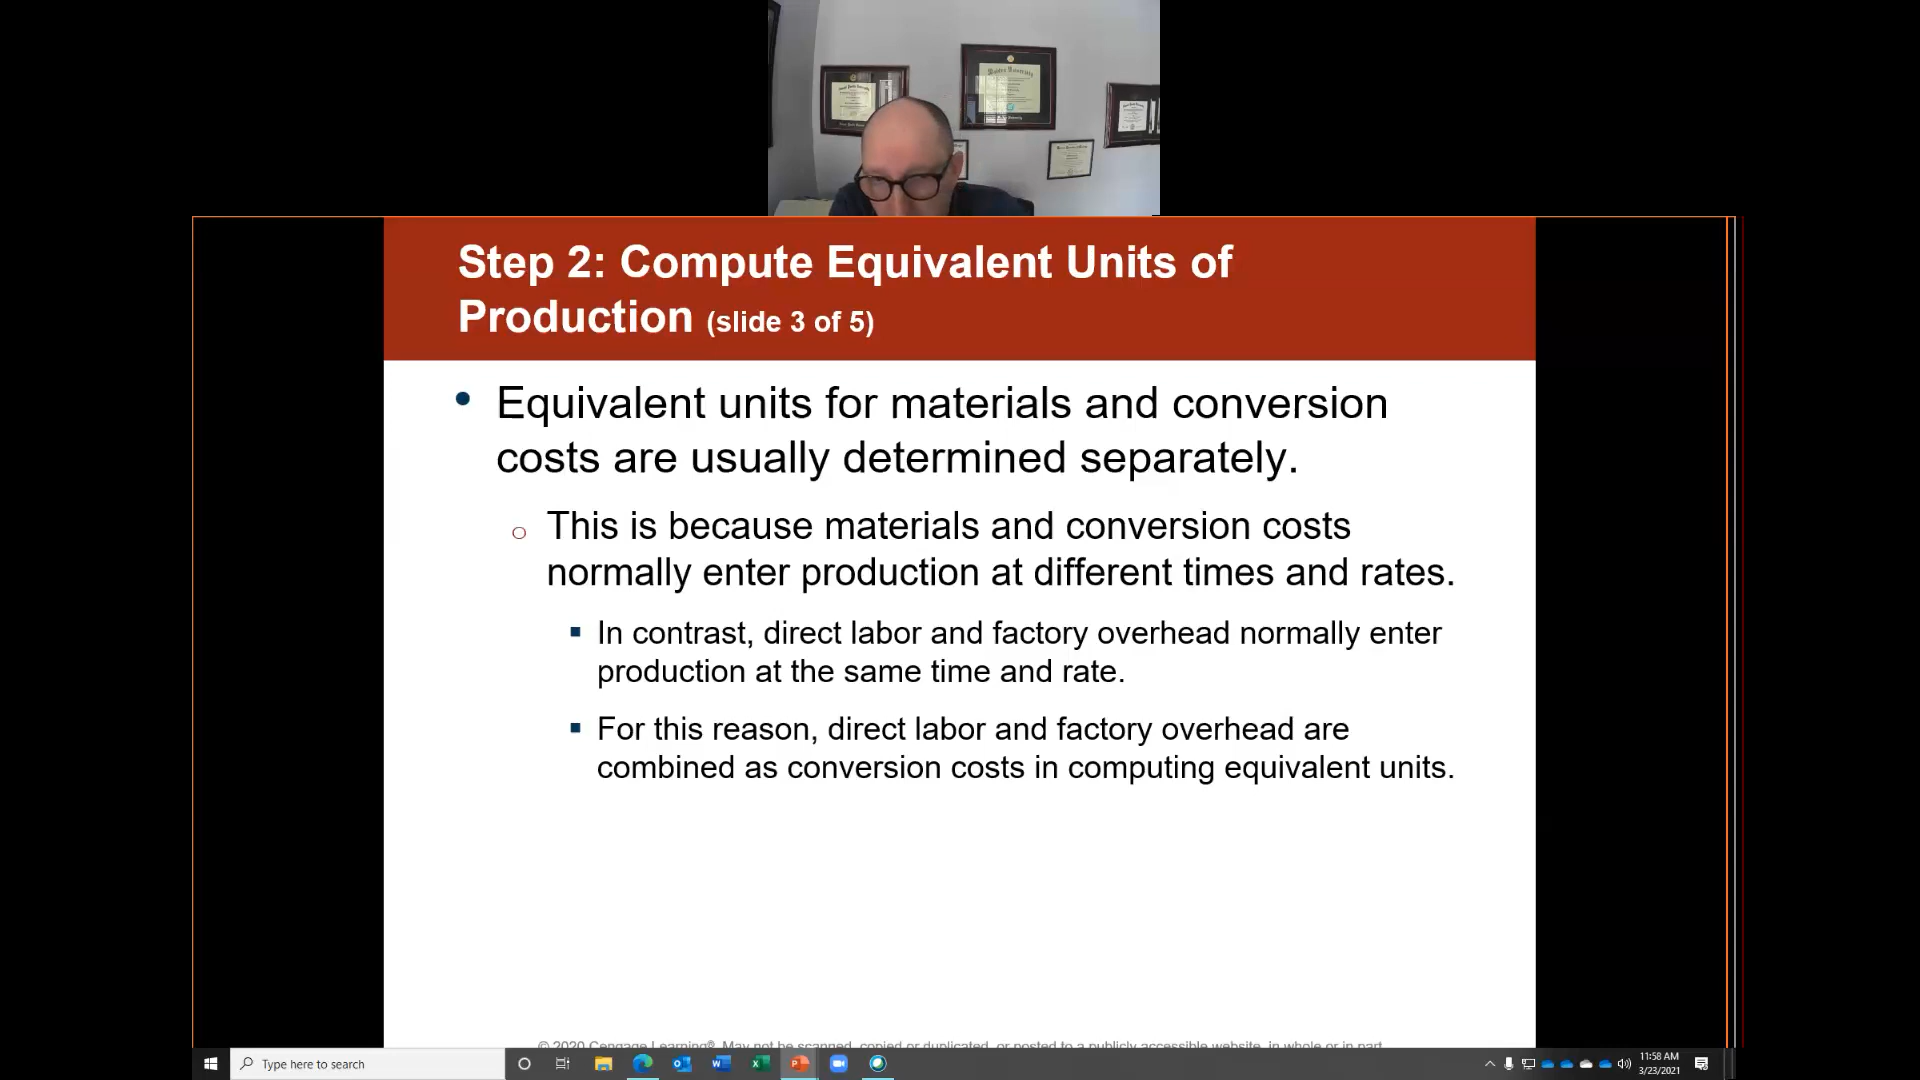 Step 2: Compute Equivalent Units of
Production (slide 3 of 5)
Equivalent units for materials and conversion
costs are usually determined separately.
This is because materials and conversion costs
normally enter production at different times and rates.
In contrast, direct labor and factory overhead normally enter
production at the same time and rate.
For this reason, direct labor and factory overhead are
combined as conversion costs in computing equivalent units.
© 2020 Cengage Learning®. May not be scanned, copied or duplicated, or posted to a publicly accessible website, in whole or in part.
Type here to search
11:58 AM
3/23/2021